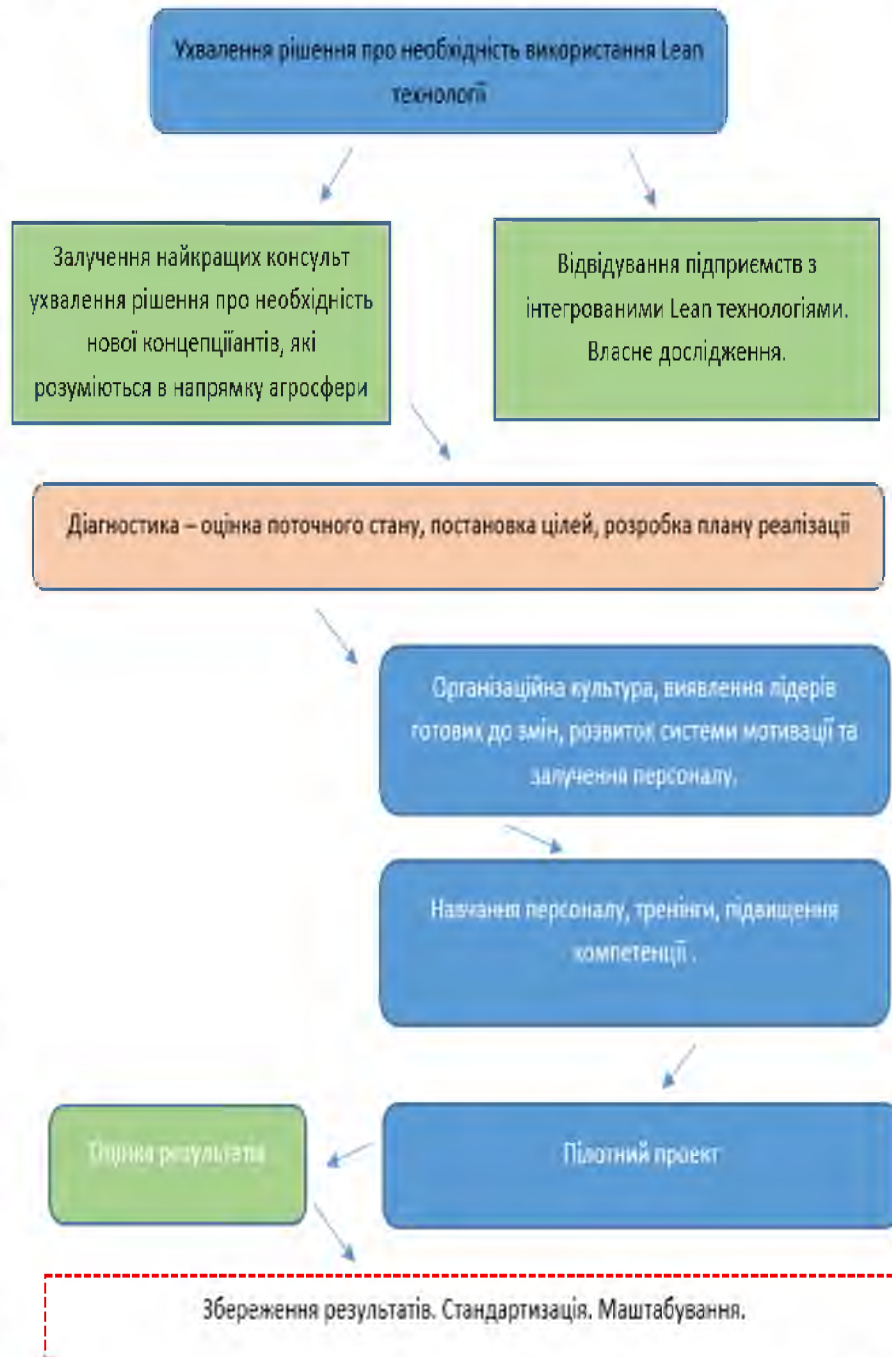 Ухвалення рішення про необхідність використання Lean
технології
Залучення найкращих консульт
ухвалення рішення про необхідність
нової концепціїантів, які
розуміються в напрямку агросфери
Відвідування підприємств з
інтегрованими Lean технологіями.
Власне дослідження.
Діагностика – оцінка поточного стану, постановка цілей, розробка плану реалізації
Організаційна культура, виявлення лідерів
готових до змін, розвиток системи мотивації та
залучення персоналу.
Навчання персоналу, тренінги, підвищення
компетенції .
Оцінка результатів
Пілотний проект
Збереження результатів. Стандартизація. Маштабування.